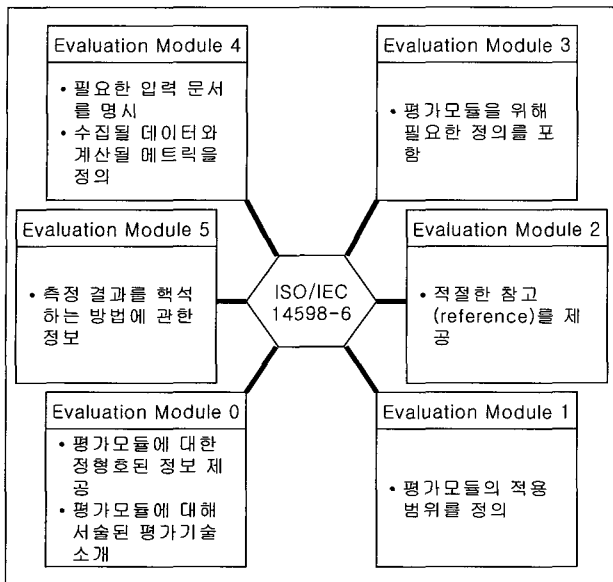 Evaluation Module 4
• 필요한 입력 문서
를 명시
• 수집될 데이터와
계산될 메트릭을
정의
Evaluation Module 3
• 평가모듈을 위해
필요한 정의를 포
함
Evaluation Module 5
• 측정 결과를 핵석
하는 방법에 관한
정보
ISO/IEC
14598-6
Evaluation Module 2
• 적절한 참고
(reference)를 제
공
Evaluation Module 0
• 평가모듈에 대한
정형호된 정보 제
공
• 평가모듈에 대해
서술된 평가기술
소개
Evaluation Module 1
• 평가모듈의 적용
범위를 정의